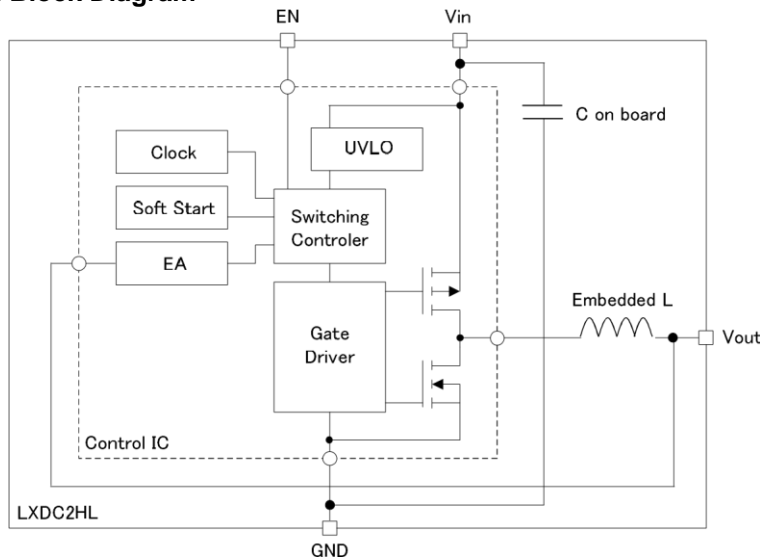 Block Diagram
EN
Vin
C on board
UVLO
Clock
Soft Start
Switching
Controler
EA
Embedded L
Gate
Driver
Vout
Control IC
LXDC2HL
GND